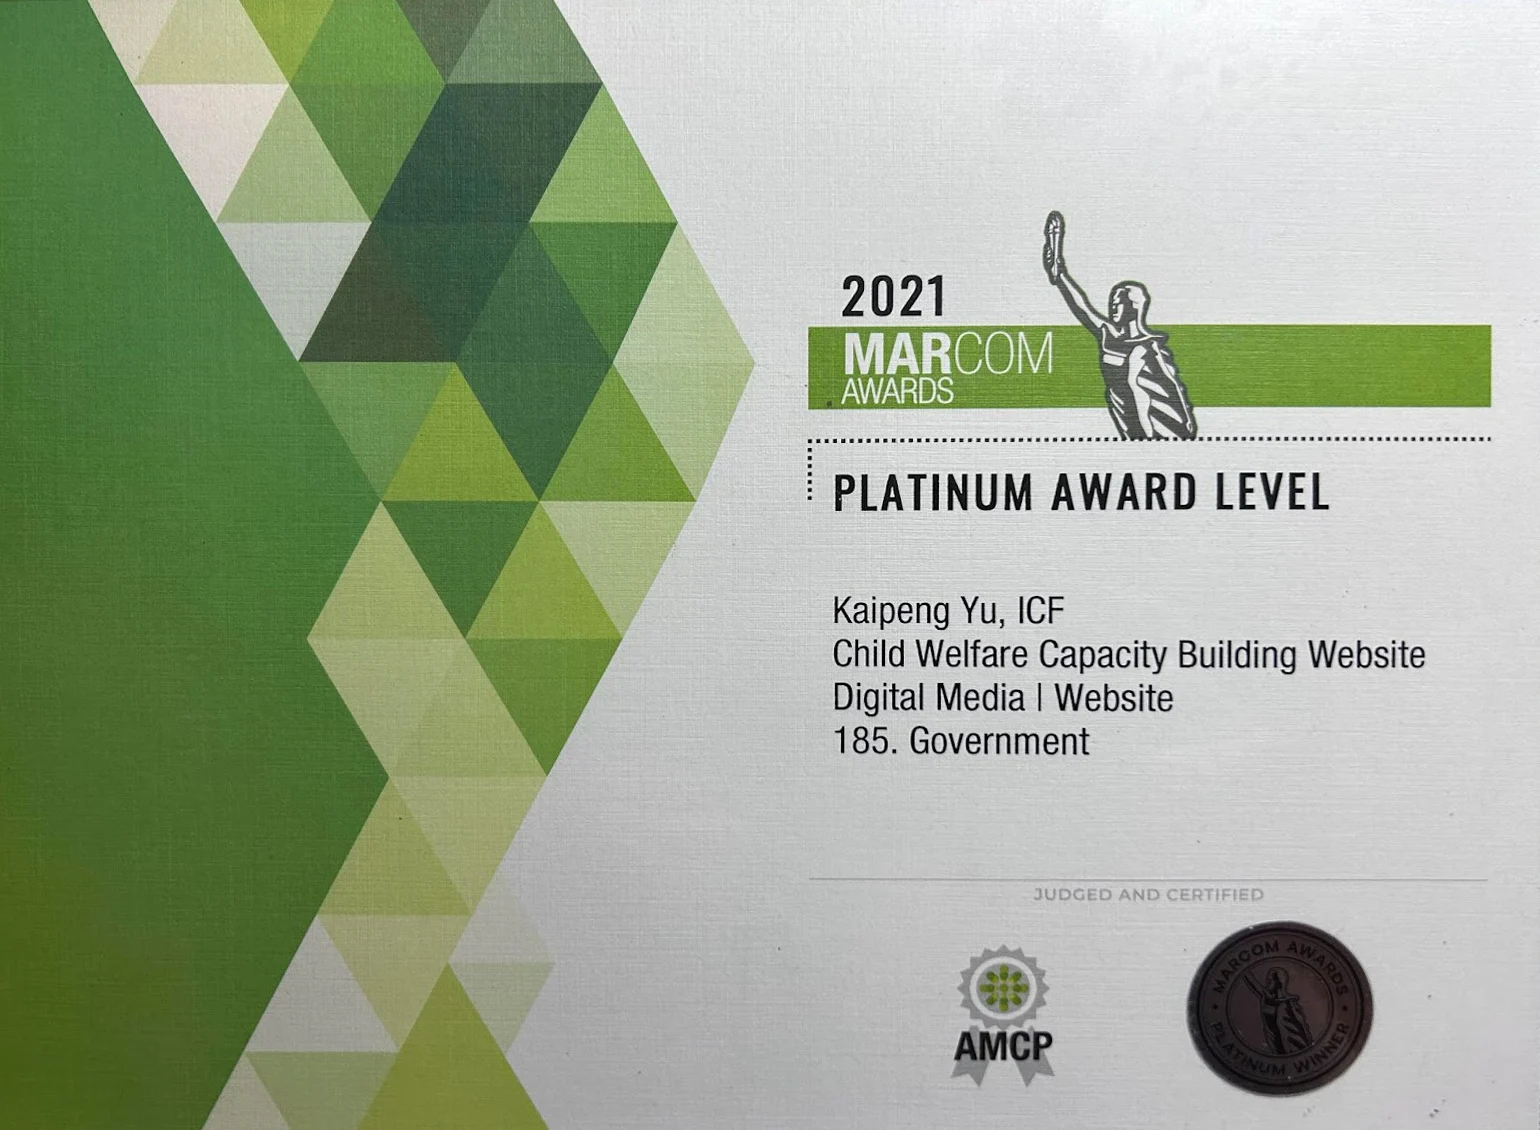 2021
MARCOM
AWARDS
PLATINUM AWARD LEVEL
Kaipeng Yu, ICF
Child Welfare Capacity Building Website
Digital Media | Website
185. Government
JUDGED AND CERTIFIED
AMCP
MARCOM AWARDS
PLATINUM WINNER